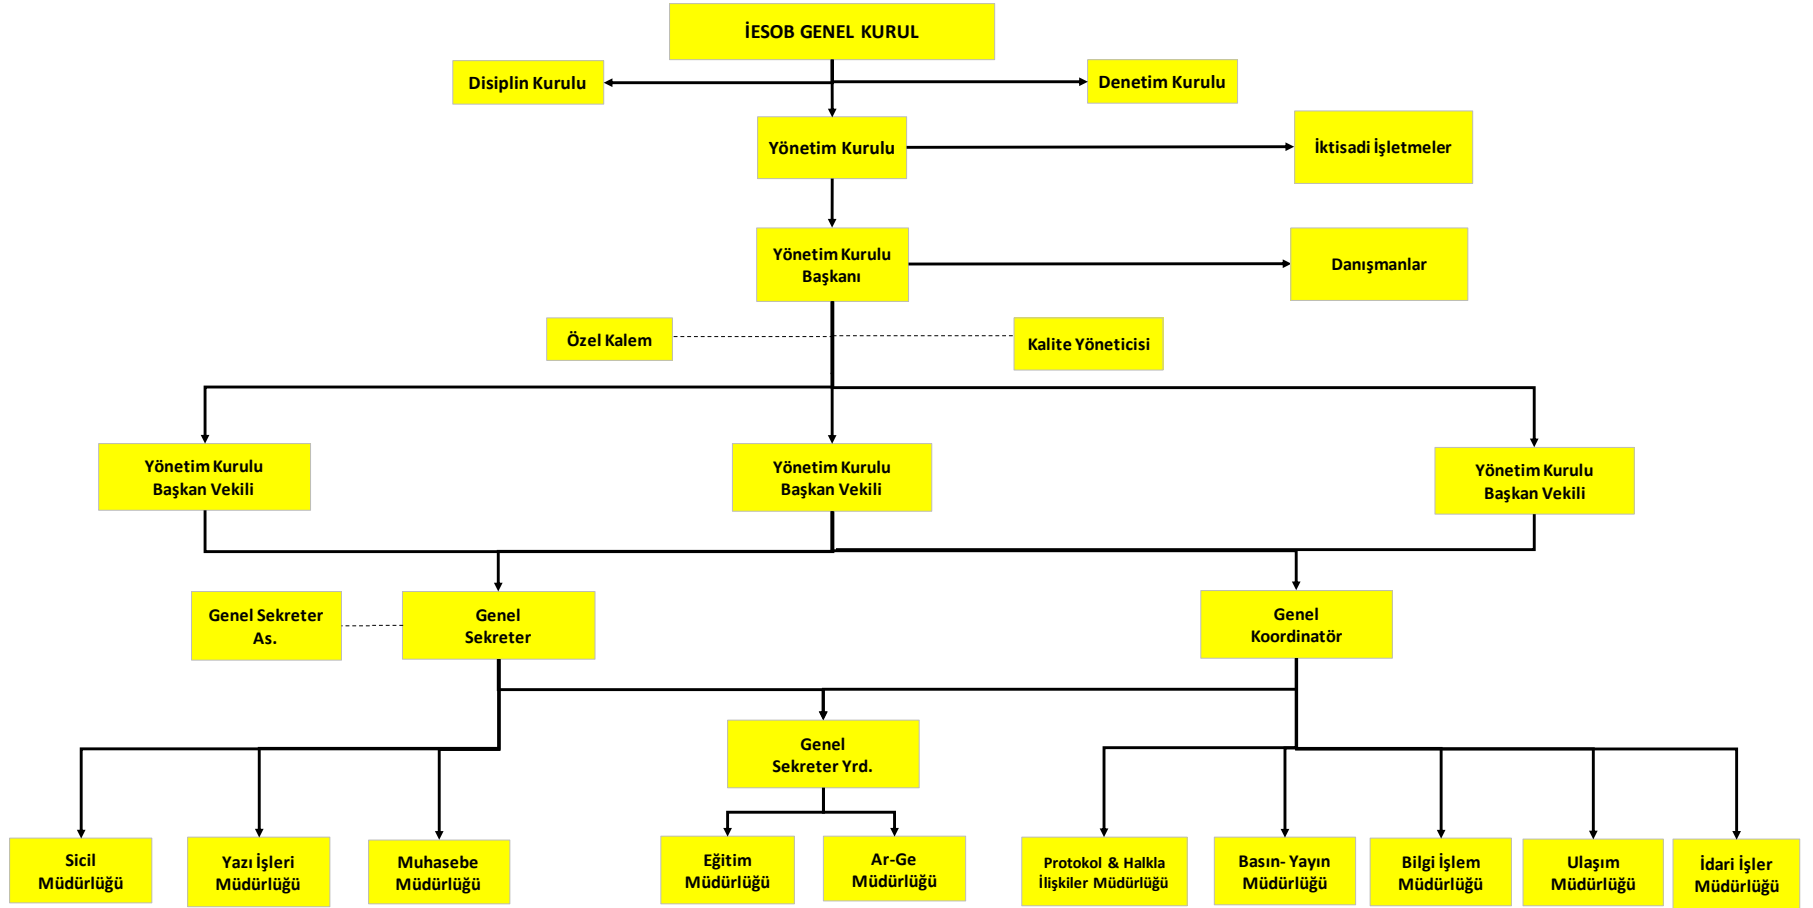 İESOB GENEL KURUL
Disiplin Kurulu
Denetim Kurulu
Yönetim Kurulu
İktisadi İşletmeler
Yönetim Kurulu
Başkanı
Danışmanlar
Özel Kalem
Kalite Yöneticisi
Yönetim Kurulu
Başkan Vekili
Yönetim Kurulu
Başkan Vekili
Yönetim Kurulu
Başkan Vekili
Genel Sekreter
As.
Genel
Sekreter
Genel
Koordinatör
Genel
Sekreter Yrd.
Sicil
Müdürlüğü
Yazı İşleri
Müdürlüğü
Muhasebe
Müdürlüğü
Eğitim
Müdürlüğü
Ar-Ge
Müdürlüğü
Protokol & Halkla
İlişkiler Müdürlüğü
Basın- Yayın
Müdürlüğü
Bilgi İşlem
Müdürlüğü
Ulaşım
Müdürlüğü
İdari İşler
Müdürlüğü